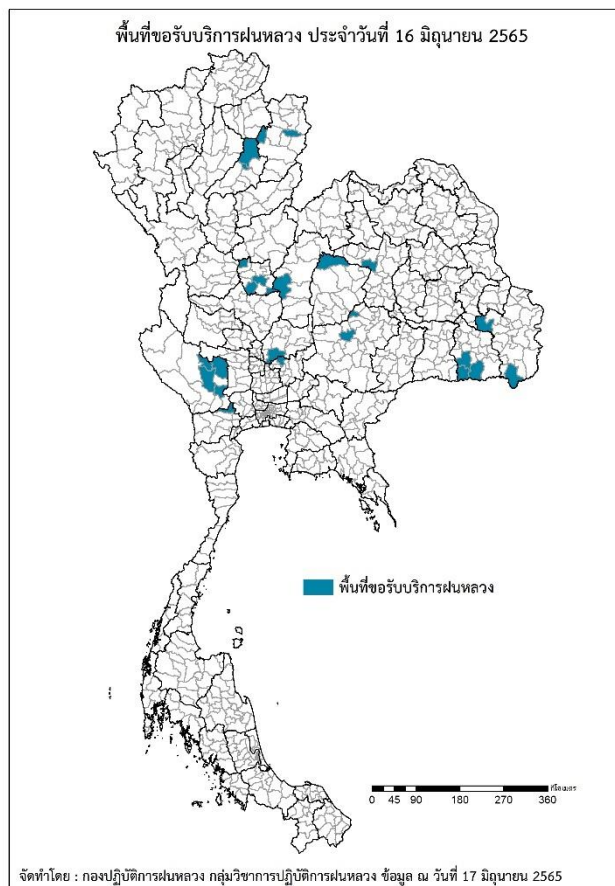 พื้นที่ขอรับบริการฝนหลวง ประจำวันที่ 16 มิถุนายน 2565
พื้นที่ขอรับบริการฝนหลวง
กิโลเมตร
0 45 90 180 270 360
จัดทำโดย : กองปฏิบัติการฝนหลวง กลุ่มวิชาการปฏิบัติการฝนหลวง ข้อมูล ณ วันที่ 17 มิถุนายน 2565